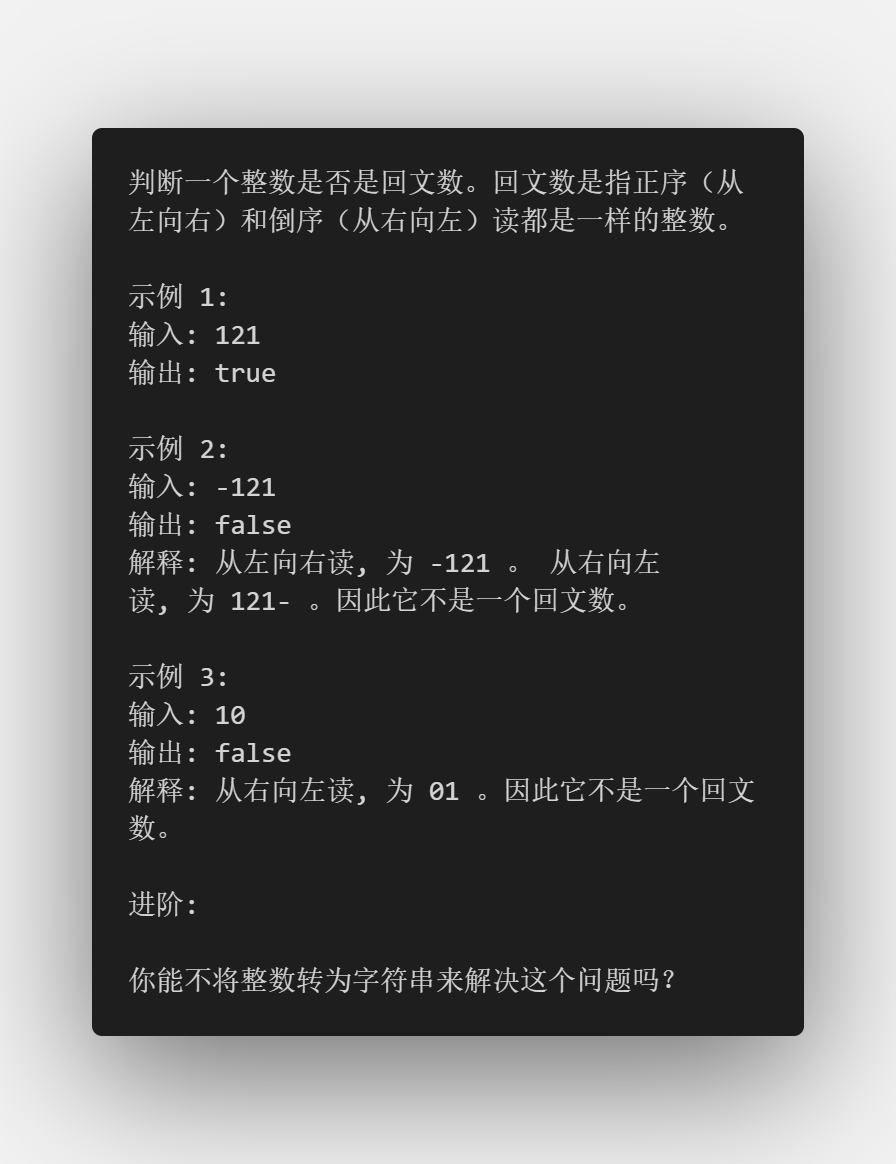 判断一个整数是否是回文数。回文数是指正序（从
左向右）和倒序（从右向左）读都是一样的整数。
示例 1:
输入: 121
输出: true
示例 2:
输入: -121
输出: false
解释: 从左向右读, 为 -121 。 从右向左
读, 为 121- 。因此它不是一个回文数。
示例 3:
输入: 10
输出: false
解释: 从右向左读, 为 01 。因此它不是一个回文
数。
进阶:
你能不将整数转为字符串来解决这个问题吗？